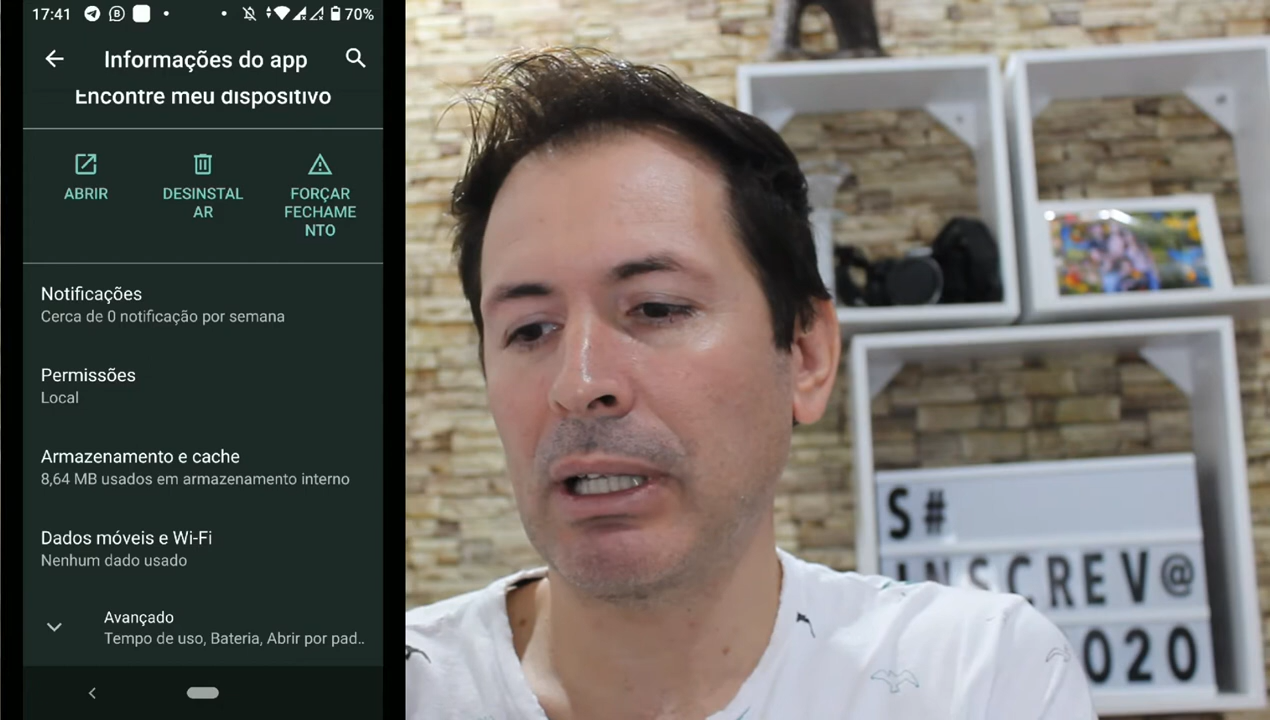 17:41
70%
Informações do app
Encontre meu dispositivo
ABRIR
DESINSTAL
AR
FORÇAR
FECHAME
NTO
Notificações
Cerca de 0 notificação por semana
Permissões
Local
Armazenamento e cache
8,64 MB usados em armazenamento interno
Dados móveis e Wi-Fi
Nenhum dado usado
Avançado
Tempo de uso, Bateria, Abrir por pad..
S#
INSCREV@
020